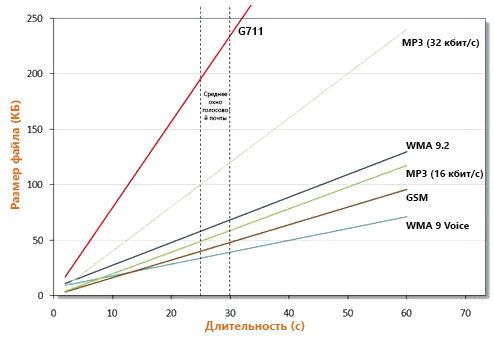 250
200
150
100
50
0
Размер файла (КБ)
G711
MP3 (32 кбит/с)
Среднее
окно
голосово
й почты
WMA 9.2
MP3 (16 кбит/с)
GSM
WMA 9 Voice
0
10
20
30
40
50
60
70
Длительность (с)